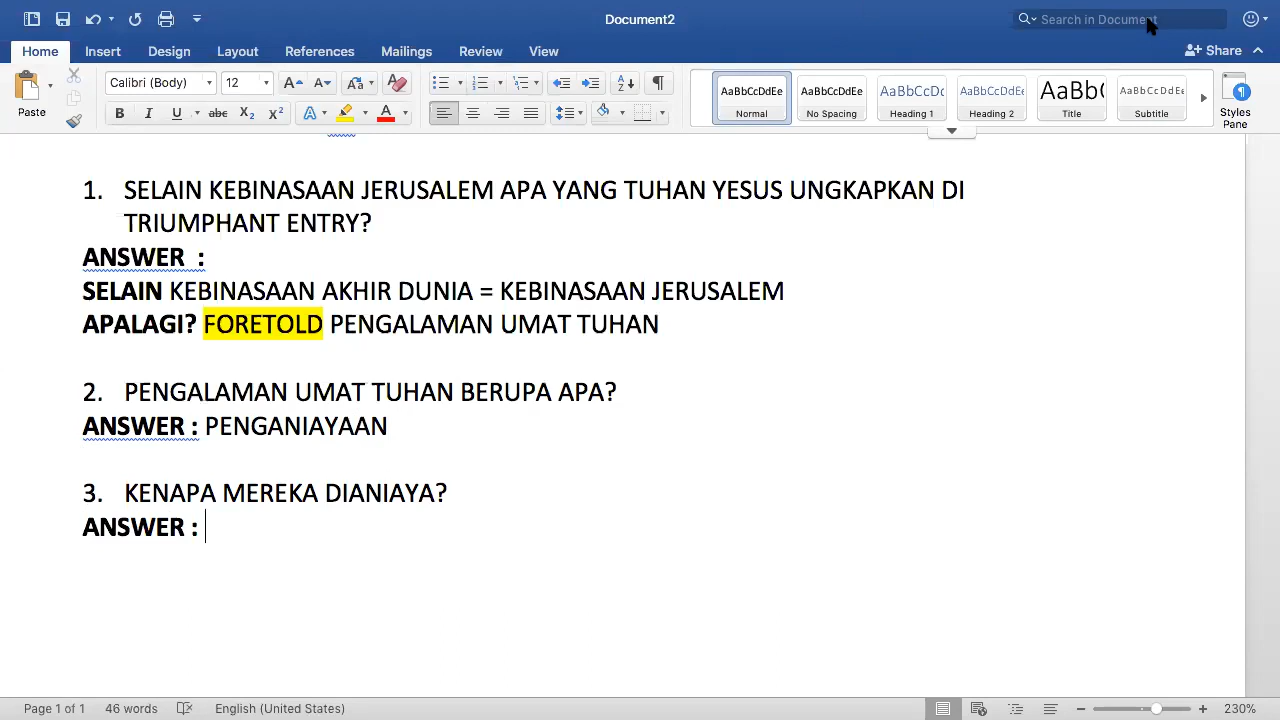 Document2
Search in Document
Home Insert Design Layout References Mailings Review View
Share
Paste
Calibri (Body) 12
AaBbCcDdEe AaBbCcDdEe AaBbCcDc AaBbCcDdEe AaBb( AaBbCcDdEe
Normal No Spacing Heading 1 Heading 2 Title Subtitle
Styles
Pane
1. SELAIN KEBINASAAN JERUSALEM APA YANG TUHAN YESUS UNGKAPKAN DI
TRIUMPHANT ENTRY?
ANSWER :
SELAIN KEBINASAAN AKHIR DUNIA = KEBINASAAN JERUSALEM
APALAGI? FORETOLD PENGALAMAN UMAT TUHAN
2. PENGALAMAN UMAT TUHAN BERUPA APA?
ANSWER : PENGANIAYAAN
3. KENAPA MEREKA DIANIAYA?
ANSWER :
Page 1 of 1 46 words English (United States) 230%